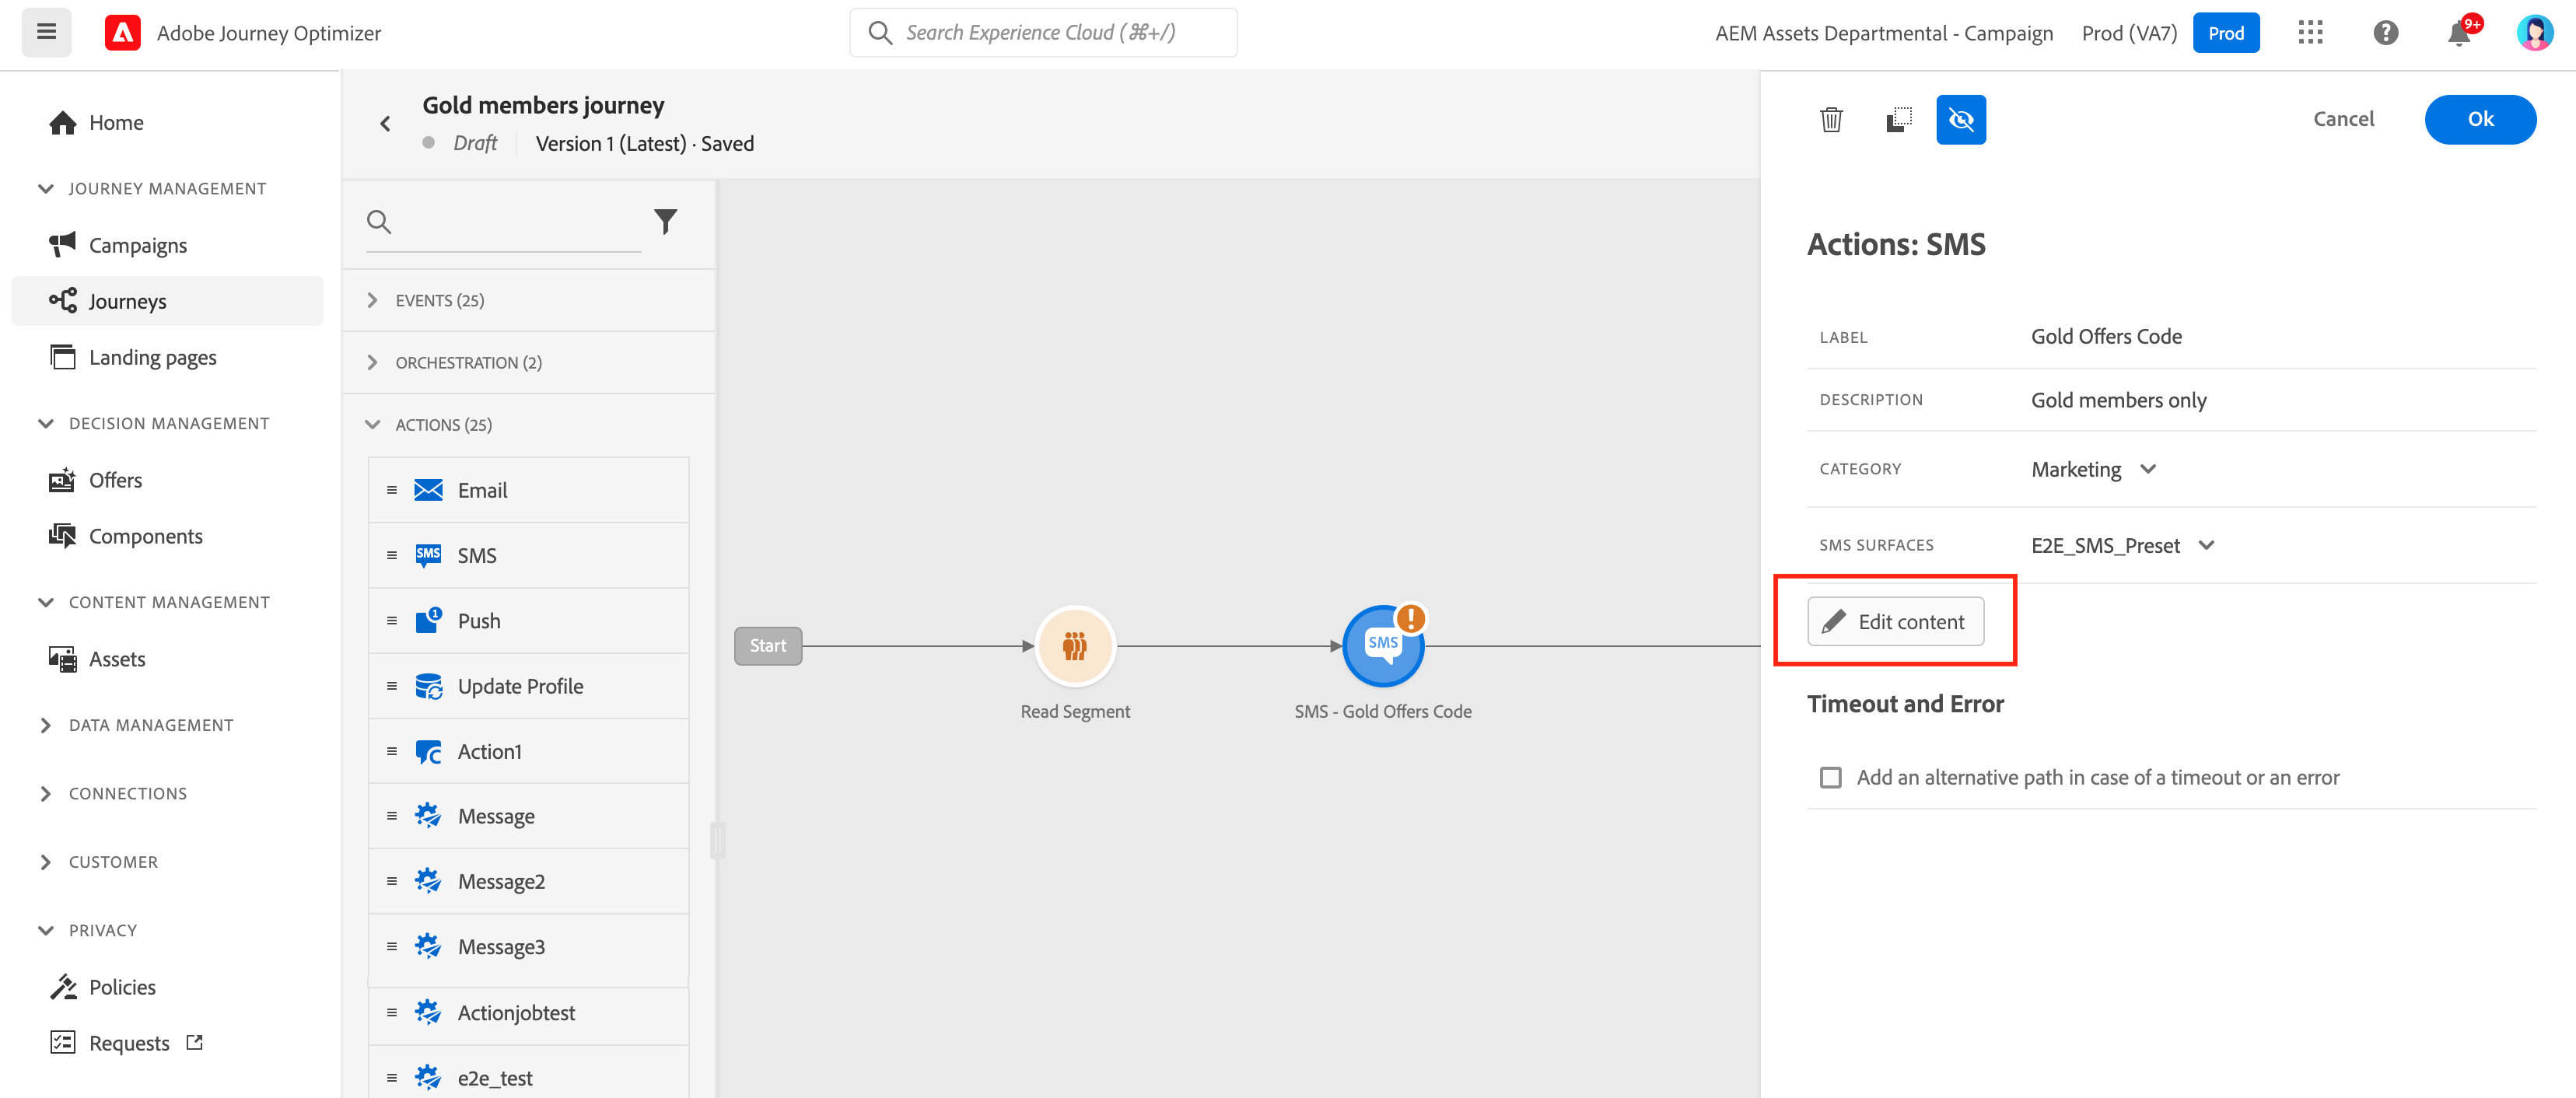 Adobe Journey Optimizer
Search Experience Cloud (⌘+/)
AEM Assets Departmental - Campaign
Prod (VA7)
Prod
9+
Home
JOURNEY MANAGEMENT
Campaigns
Journeys
Landing pages
DECISION MANAGEMENT
Offers
Components
CONTENT MANAGEMENT
Assets
DATA MANAGEMENT
CONNECTIONS
CUSTOMER
PRIVACY
Policies
Requests
Gold members journey
Draft
Version 1 (Latest) · Saved
EVENTS (25)
ORCHESTRATION (2)
ACTIONS (25)
Email
SMS SMS
1 Push
Update Profile
Action1
Message
Message2
Message3
Actionjobtest
e2e_test
Start
SMS
Read Segment
SMS - Gold Offers Code
Cancel
Ok
Actions: SMS
LABEL Gold Offers Code
DESCRIPTION Gold members only
CATEGORY Marketing
SMS SURFACES E2E_SMS_Preset
Edit content
Timeout and Error
Add an alternative path in case of a timeout or an error